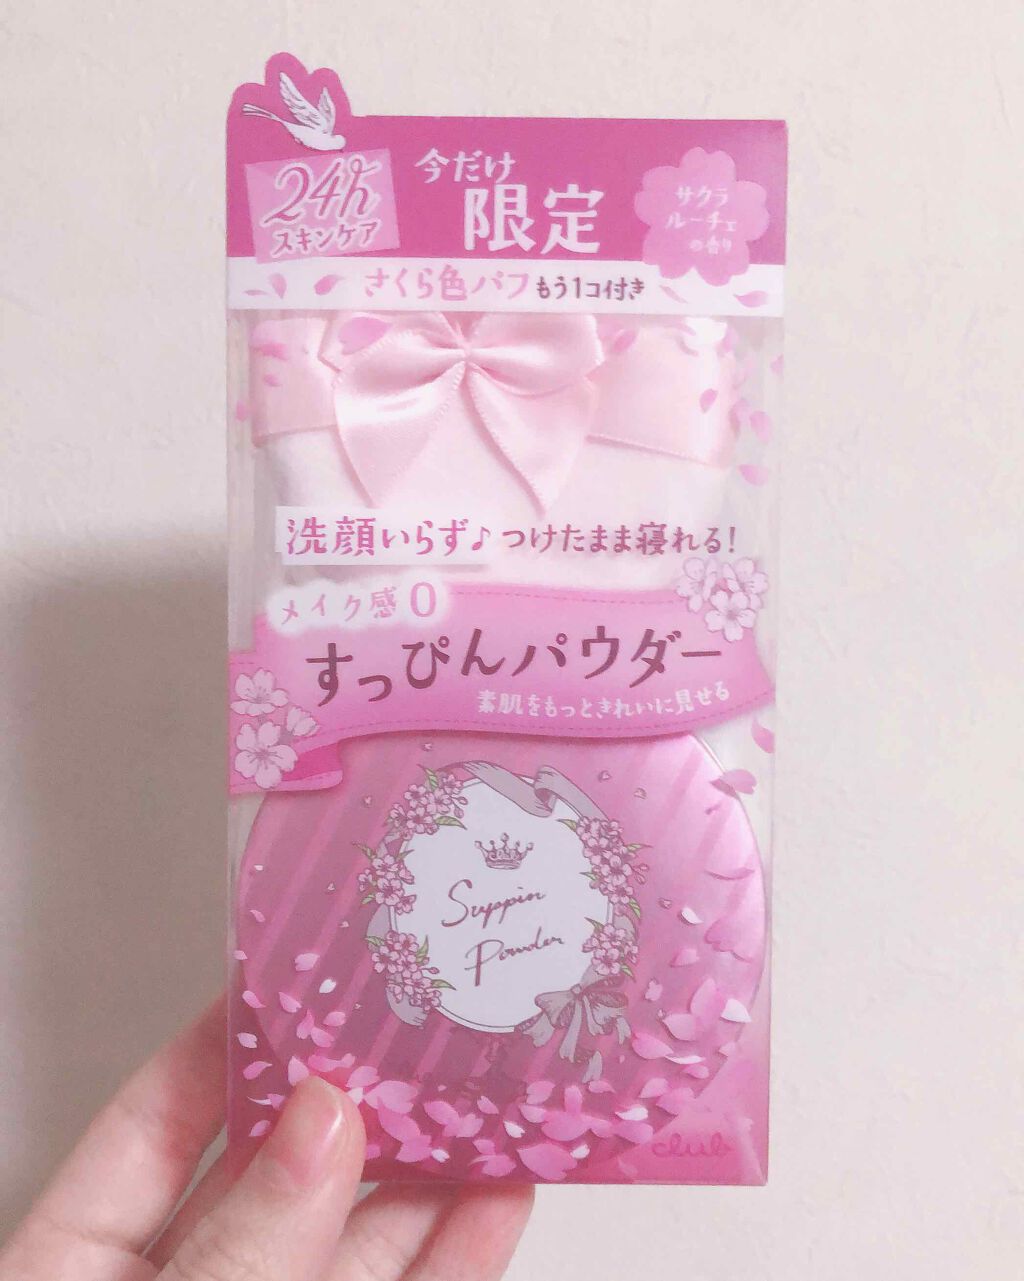 24h
スキンケア
今だけ
限定
サクラ
ルーチェ
の香り
さくら色パフもう1コ付き
洗顔いらず♪つけたまま寝れる!
メイク感0
すっぴんパウダー
素肌をもっときれいに見せる
club
Suppin
Powder
club